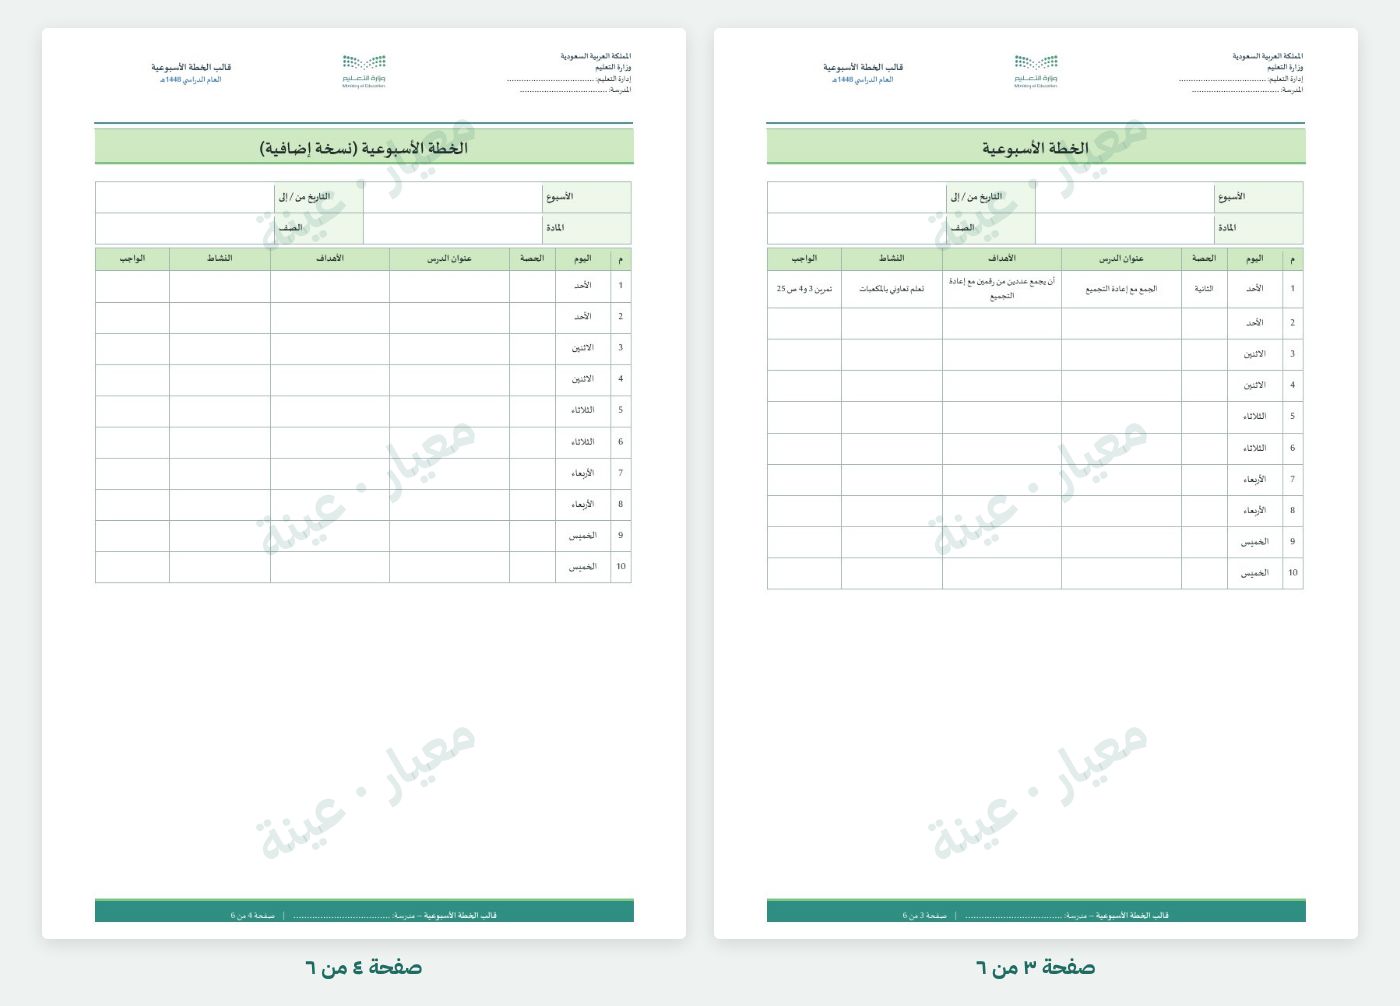 المملكة العربية السعودية
وزارة التعليم
إدارة التعليم: ....................................
المدرسة: ....................................
وزارة التعليم
Ministry of Education
قالب الخطة الأسبوعية
العام الدراسي 1448هـ
الخطة الأسبوعية
الأسبوع التاريخ من / إلى
المادة الصف
م اليوم الحصة عنوان الدرس الأهداف النشاط الواجب
1 الأحد الثانية الجمع مع إعادة التجميع أن يجمع عددين من رقمين مع إعادة التجميع تعلم تعاوني بالمكعبات تمرين 3 و4 ص 25
2 الأحد
3 الاثنين
4 الاثنين
5 الثلاثاء
6 الثلاثاء
7 الأربعاء
8 الأربعاء
9 الخميس
10 الخميس
معيار · عينة
معيار · عينة
معيار · عينة
قالب الخطة الأسبوعية – مدرسة: .................................... | صفحة 3 من 6
صفحة ٣ من ٦
المملكة العربية السعودية
وزارة التعليم
إدارة التعليم: ....................................
المدرسة: ....................................
وزارة التعليم
Ministry of Education
قالب الخطة الأسبوعية
العام الدراسي 1448هـ
الخطة الأسبوعية (نسخة إضافية)
الأسبوع التاريخ من / إلى
المادة الصف
م اليوم الحصة عنوان الدرس الأهداف النشاط الواجب
1 الأحد
2 الأحد
3 الاثنين
4 الاثنين
5 الثلاثاء
6 الثلاثاء
7 الأربعاء
8 الأربعاء
9 الخميس
10 الخميس
معيار · عينة
معيار · عينة
معيار · عينة
قالب الخطة الأسبوعية – مدرسة: .................................... | صفحة 4 من 6
صفحة ٤ من ٦